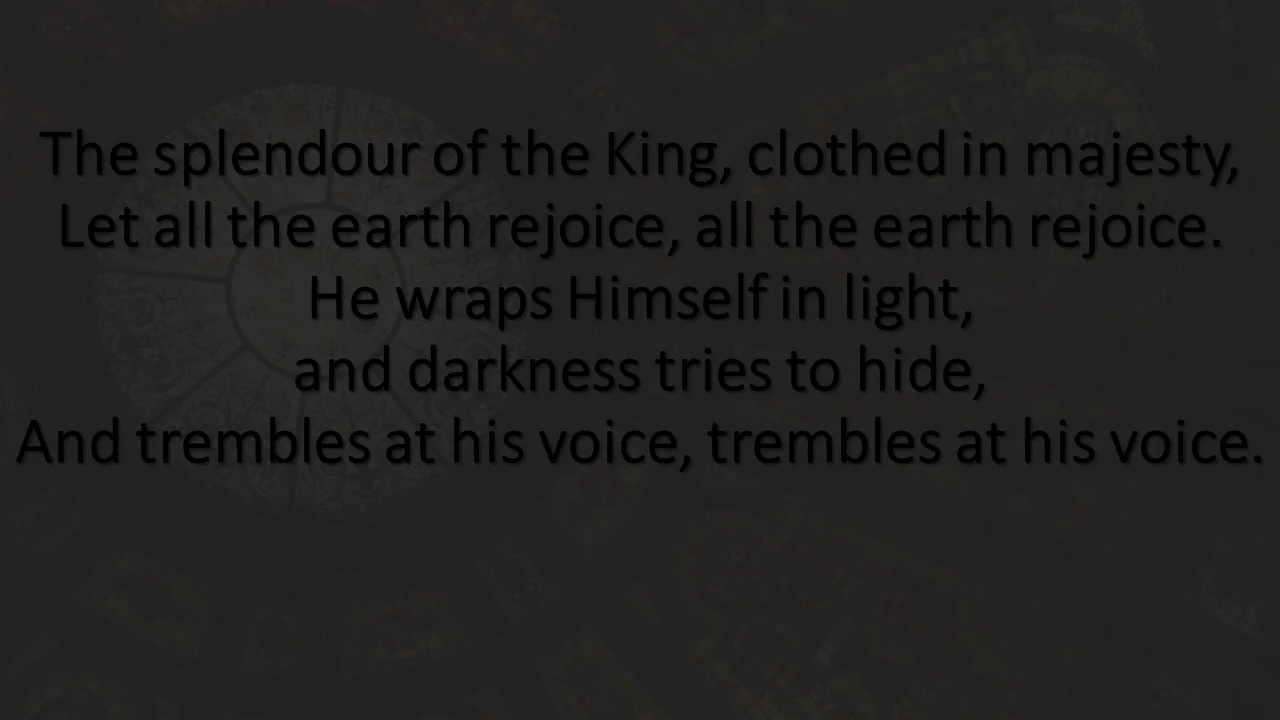 The splendour of the King, clothed in majesty,
Let all the earth rejoice, all the earth rejoice.
He wraps Himself in light,
and darkness tries to hide,
And trembles at his voice, trembles at his voice.